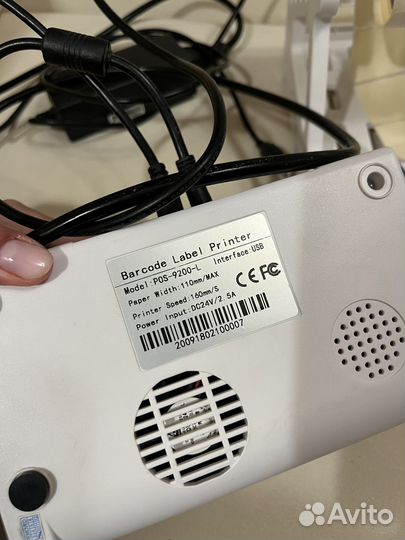 Barcode Label Printer
Model:POS-9200-L Interface:USB
Paper Width:110mm/MAX
Printer Speed:160mm/S
Power Input:DC24V/2.5A
CE FC
20091802100007
Avito